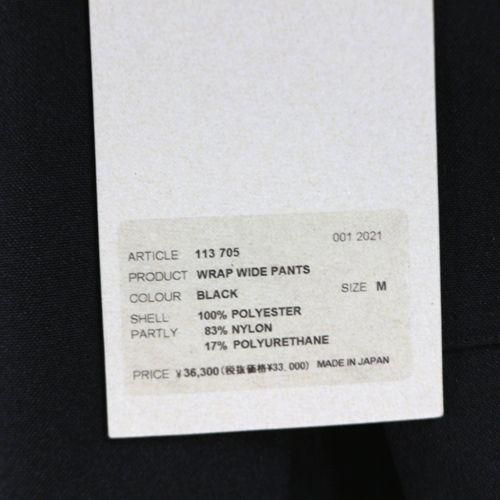 001 2021
ARTICLE 113 705
PRODUCT WRAP WIDE PANTS
COLOUR BLACK SIZE M
SHELL 100% POLYESTER
PARTLY 83% NYLON
17% POLYURETHANE
PRICE ¥36,300(税抜価格¥33.000) MADE IN JAPAN